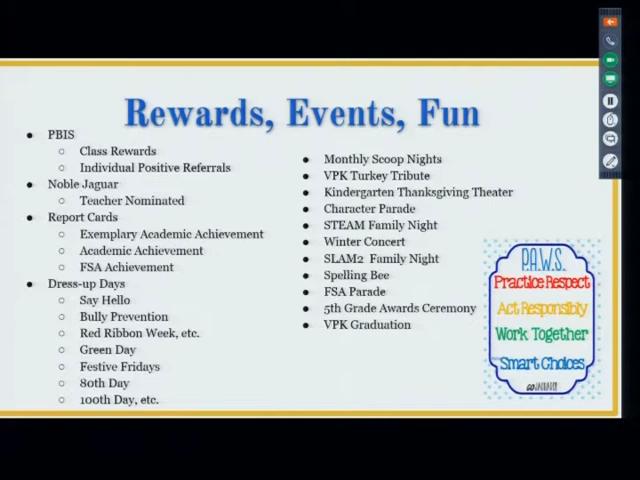 Rewards, Events, Fun
● PBIS
○ Class Rewards
○ Individual Positive Referrals
● Noble Jaguar
○ Teacher Nominated
● Report Cards
○ Exemplary Academic Achievement
○ Academic Achievement
○ FSA Achievement
● Dress-up Days
○ Say Hello
○ Bully Prevention
○ Red Ribbon Week, etc.
○ Green Day
○ Festive Fridays
○ 80th Day
○ 100th Day, etc.
● Monthly Scoop Nights
● VPK Turkey Tribute
● Kindergarten Thanksgiving Theater
● Character Parade
● STEAM Family Night
● Winter Concert
● SLAM2 Family Night
● Spelling Bee
● FSA Parade
● 5th Grade Awards Ceremony
● VPK Graduation
P.A.W.S.
Practice Respect
Act Responsibly
Work Together
Smart Choices